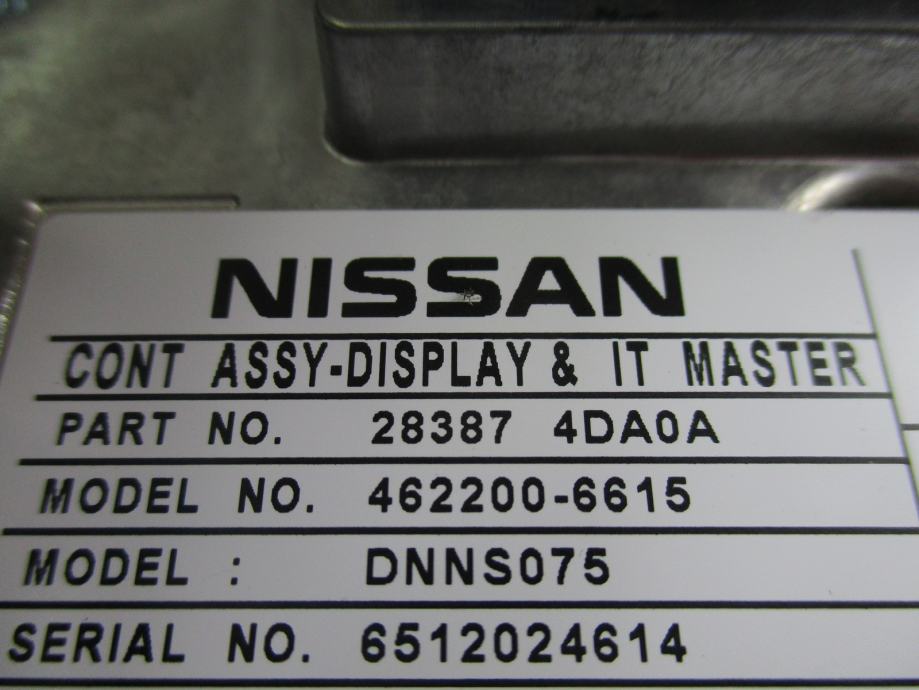 NISSAN
CONT ASSY-DISPLAY & IT MASTER
PART NO. 28387 4DA0A
MODEL NO. 462200-6615
MODEL : DNNS075
SERIAL NO. 6512024614